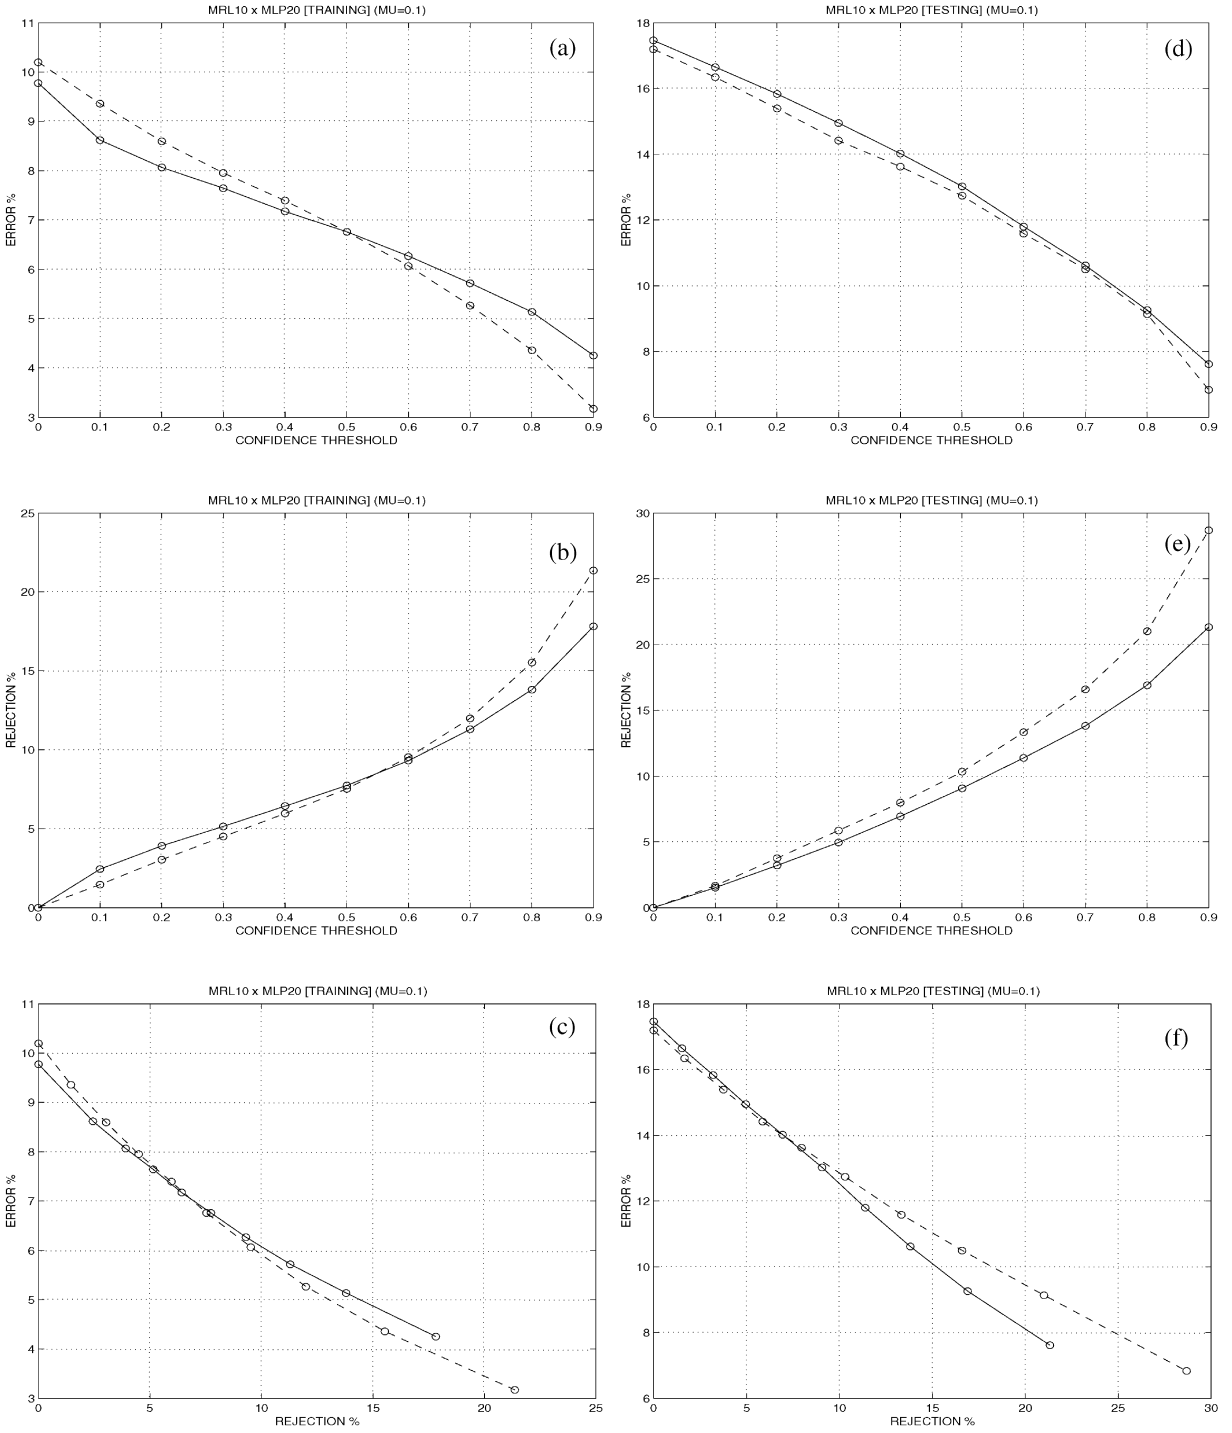 MRL10 x MLP20 [TRAINING] (MU=0.1)
(a)
11
10
9
8
7
6
5
4
3
ERROR %
0 0.1 0.2 0.3 0.4 0.5 0.6 0.7 0.8 0.9
CONFIDENCE THRESHOLD
MRL10 x MLP20 [TESTING] (MU=0.1)
(d)
18
16
14
12
10
8
6
ERROR %
0 0.1 0.2 0.3 0.4 0.5 0.6 0.7 0.8 0.9
CONFIDENCE THRESHOLD
MRL10 x MLP20 [TRAINING] (MU=0.1)
(b)
25
20
15
10
5
0
REJECTION %
0 0.1 0.2 0.3 0.4 0.5 0.6 0.7 0.8 0.9
CONFIDENCE THRESHOLD
MRL10 x MLP20 [TESTING] (MU=0.1)
(e)
30
25
20
15
10
5
0
REJECTION %
0 0.1 0.2 0.3 0.4 0.5 0.6 0.7 0.8 0.9
CONFIDENCE THRESHOLD
MRL10 x MLP20 [TRAINING] (MU=0.1)
(c)
11
10
9
8
7
6
5
4
3
ERROR %
0 5 10 15 20 25
REJECTION %
MRL10 x MLP20 [TESTING] (MU=0.1)
(f)
18
16
14
12
10
8
6
ERROR %
0 5 10 15 20 25 30
REJECTION %